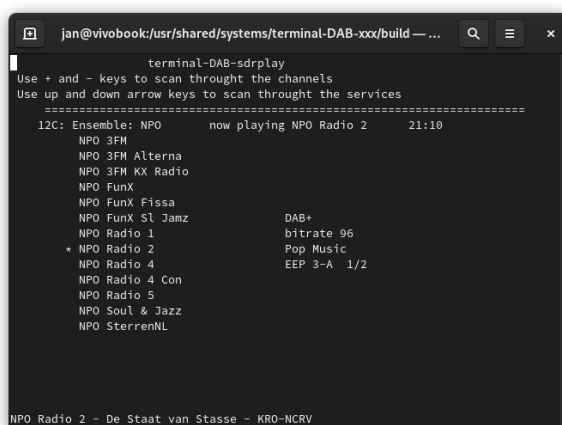 jan@vivobook:/usr/shared/systems/terminal-DAB-xxx/build — ...
terminal-DAB-sdrplay
Use + and - keys to scan throught the channels
Use up and down arrow keys to scan throught the services
======================================================================
12C: Ensemble: NPO now playing NPO Radio 2 21:10
NPO 3FM
NPO 3FM Alterna
NPO 3FM KX Radio
NPO FunX
NPO FunX Fissa
NPO FunX Sl Jamz DAB+
NPO Radio 1 bitrate 96
* NPO Radio 2 Pop Music
NPO Radio 4 EEP 3-A 1/2
NPO Radio 4 Con
NPO Radio 5
NPO Soul & Jazz
NPO SterrenNL
NPO Radio 2 - De Staat van Stasse - KRO-NCRV